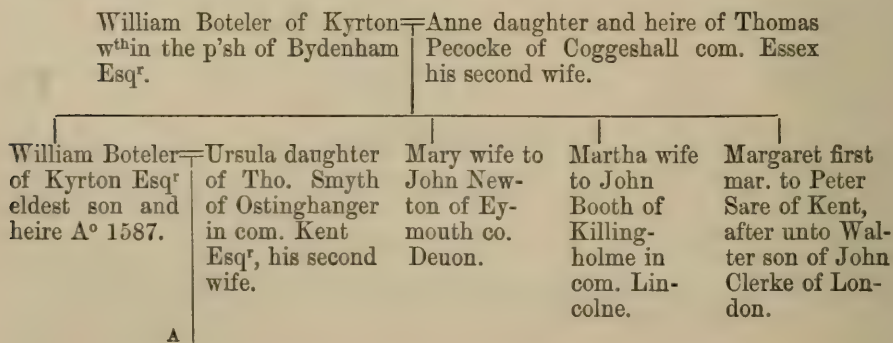 William Boteler of Kyrton
wᵗʰin the p'sh of Bydenham
Esqʳ.
Anne daughter and heire of Thomas
Pecocke of Coggeshall com. Essex
his second wife.
William Boteler
of Kyrton Esqʳ
eldest son and
heire Aº 1587.
Ursula daughter
of Tho. Smyth
of Ostinghanger
in com. Kent
Esqʳ, his second
wife.
Mary wife to
John New-
ton of Ey-
mouth co.
Deuon.
Martha wife
to John
Booth of
Killing-
holme in
com. Lin-
colne.
Margaret first
mar. to Peter
Sare of Kent,
after unto Wal-
ter son of John
Clerke of Lon-
don.
A